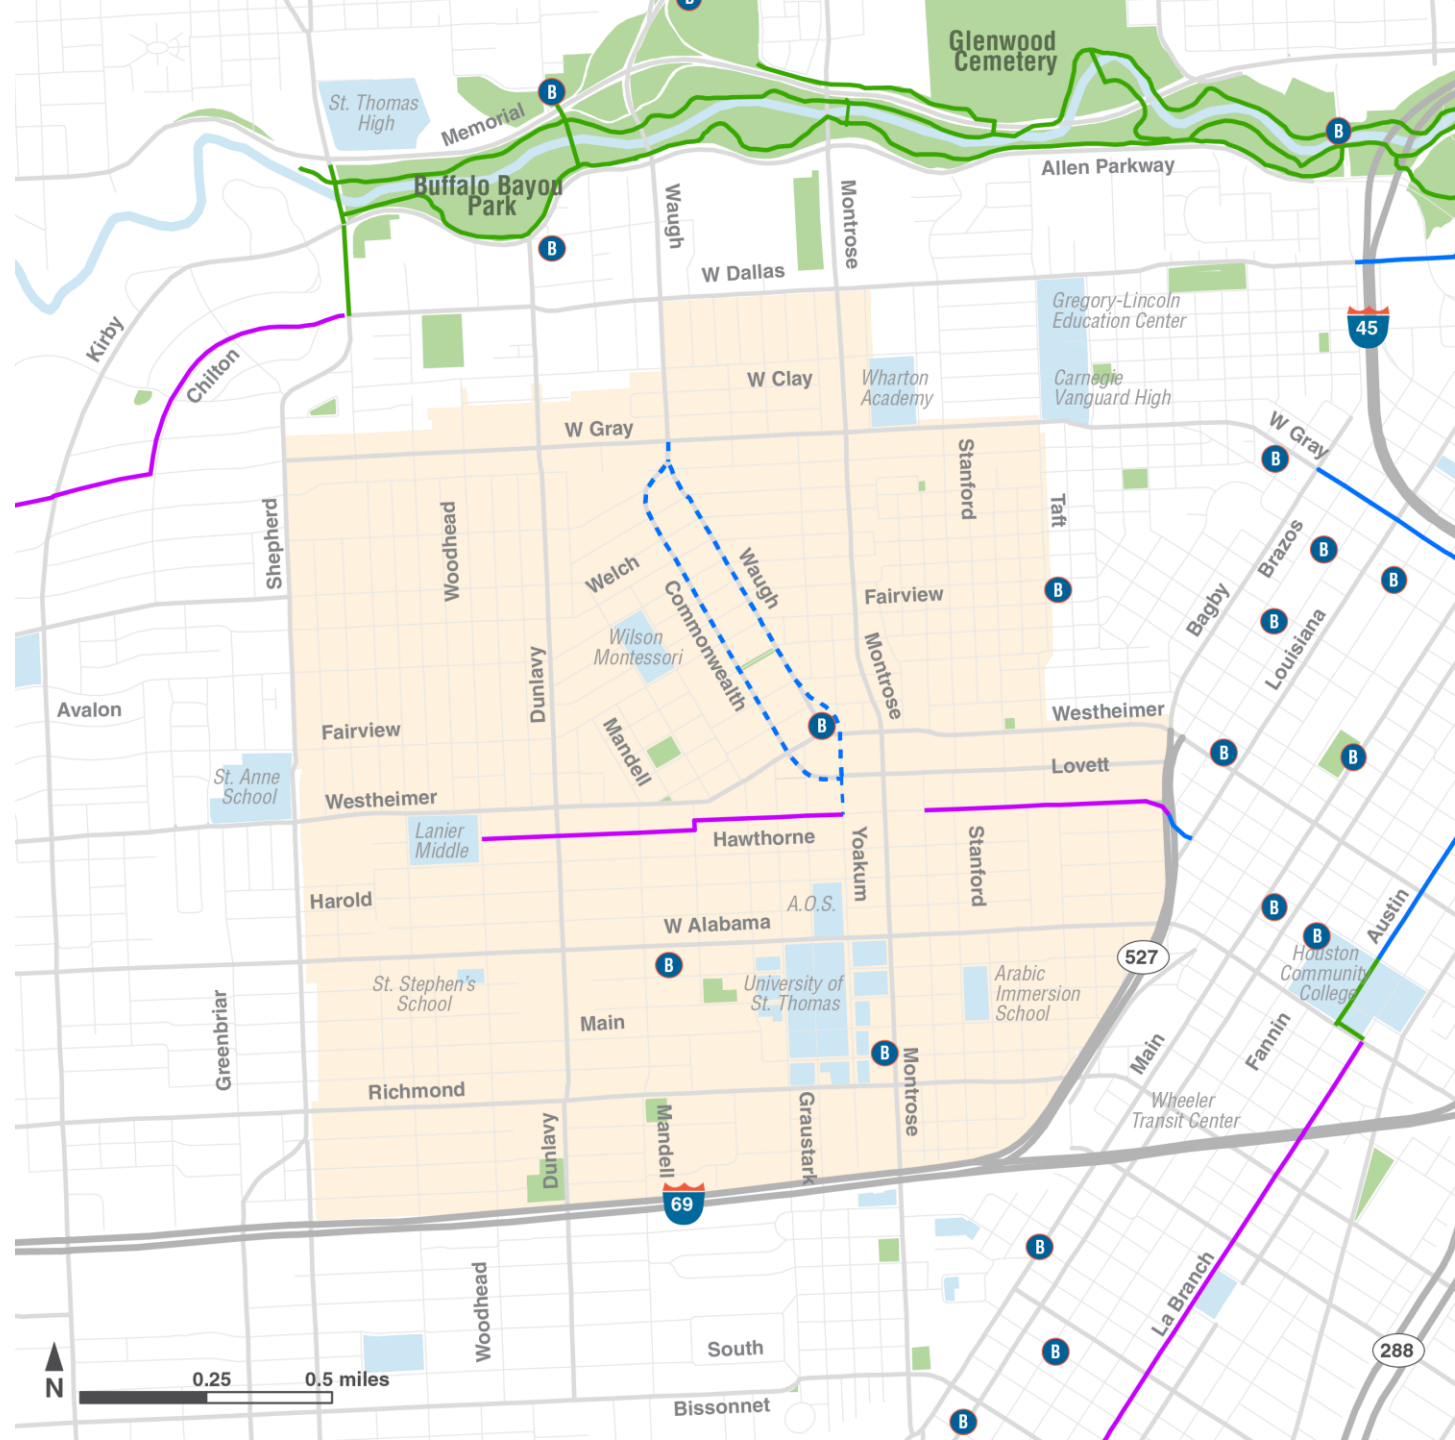 B
Glenwood
Cemetery
B
St. Thomas
High
Memorial
B
Allen Parkway
Buffalo Bayou
Park
Waugh
Montrose
B
W Dallas
Gregory-Lincoln
Education Center
45
Kirby
Chilton
W Clay
Wharton
Academy
Carnegie
Vanguard High
W Gray
W Gray
B
Stanford
Taft
Shepherd
Woodhead
Brazos
B
B
Welch
Waugh
Commonwealth
Fairview
B
Bagby
B
Louisiana
Wilson
Montessori
Dunlavy
Montrose
Avalon
Fairview
Westheimer
B
B
B
Mandell
St. Anne
School
Lovett
Westheimer
Lanier
Middle
Hawthorne
Yoakum
Stanford
Harold
A.O.S.
B
Austin
W Alabama
B
527
B
Houston
Community
College
St. Stephen's
School
University of
St. Thomas
Arabic
Immersion
School
Greenbriar
Main
B
Main
Fannin
Richmond
Montrose
Wheeler
Transit Center
Dunlavy
Mandell
Graustark
69
B
La Branch
Woodhead
South
B
288
N
0.25
0.5 miles
Bissonnet
B